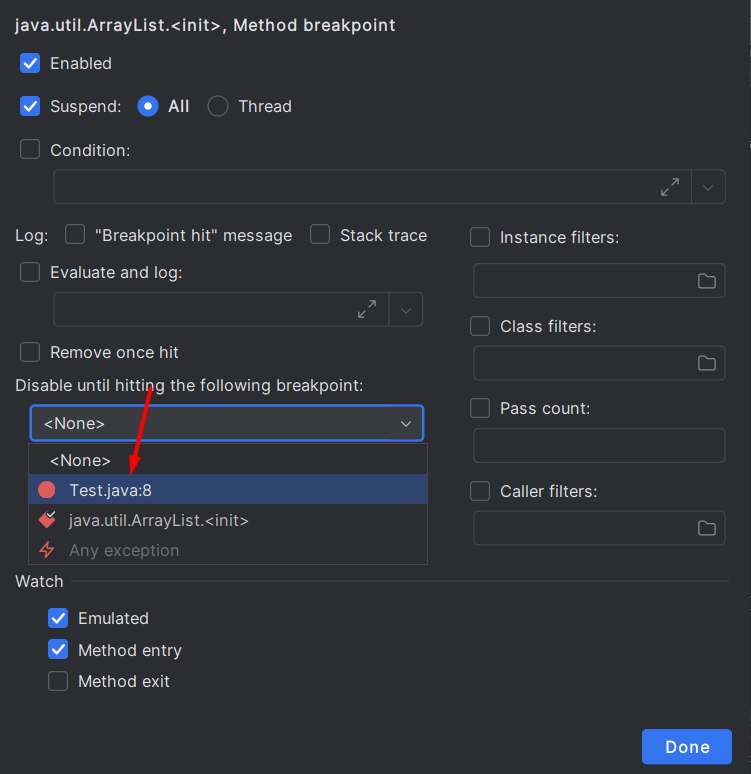 java.util.ArrayList.<init>, Method breakpoint
Enabled
Suspend: All Thread
Condition:
Log: "Breakpoint hit" message Stack trace
Evaluate and log:
Remove once hit
Disable until hitting the following breakpoint:
<None>
<None>
Test.java:8
java.util.ArrayList.<init>
Any exception
Instance filters:
Class filters:
Pass count:
Caller filters:
Watch
Emulated
Method entry
Method exit
Done